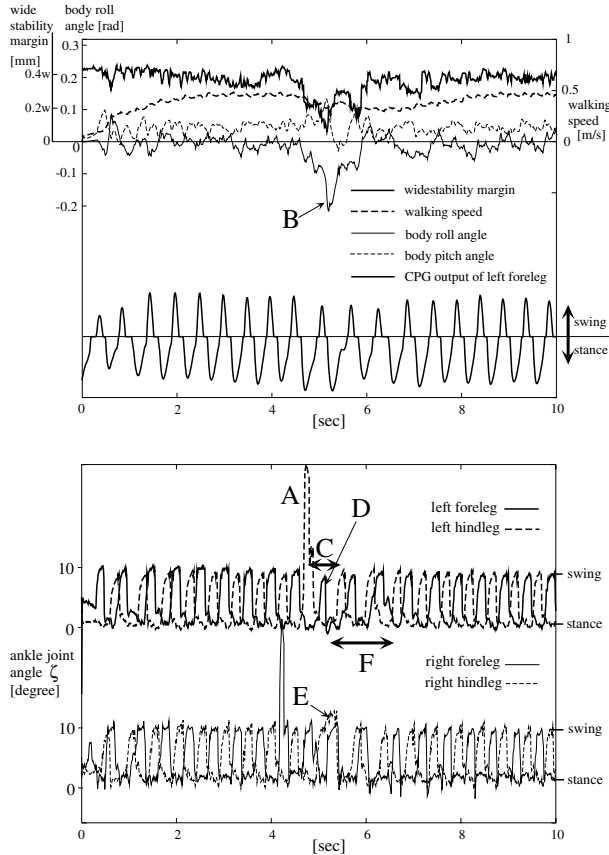 wide
stability
margin
[mm]
body roll
angle [rad]
0.3
0.4w
0.2
0.2w
0.1
0
0
-0.1
-0.2
1
0.5
walking
speed
[m/s]
0
B
widestability margin
walking speed
body roll angle
body pitch angle
CPG output of left foreleg
swing
stance
0
2
4
6
8
10
[sec]
A
D
C
left foreleg
left hindleg
10
swing
0
stance
F
ankle joint
angle ζ
[degree]
right foreleg
right hindleg
E
10
swing
0
stance
0
2
4
6
8
10
[sec]